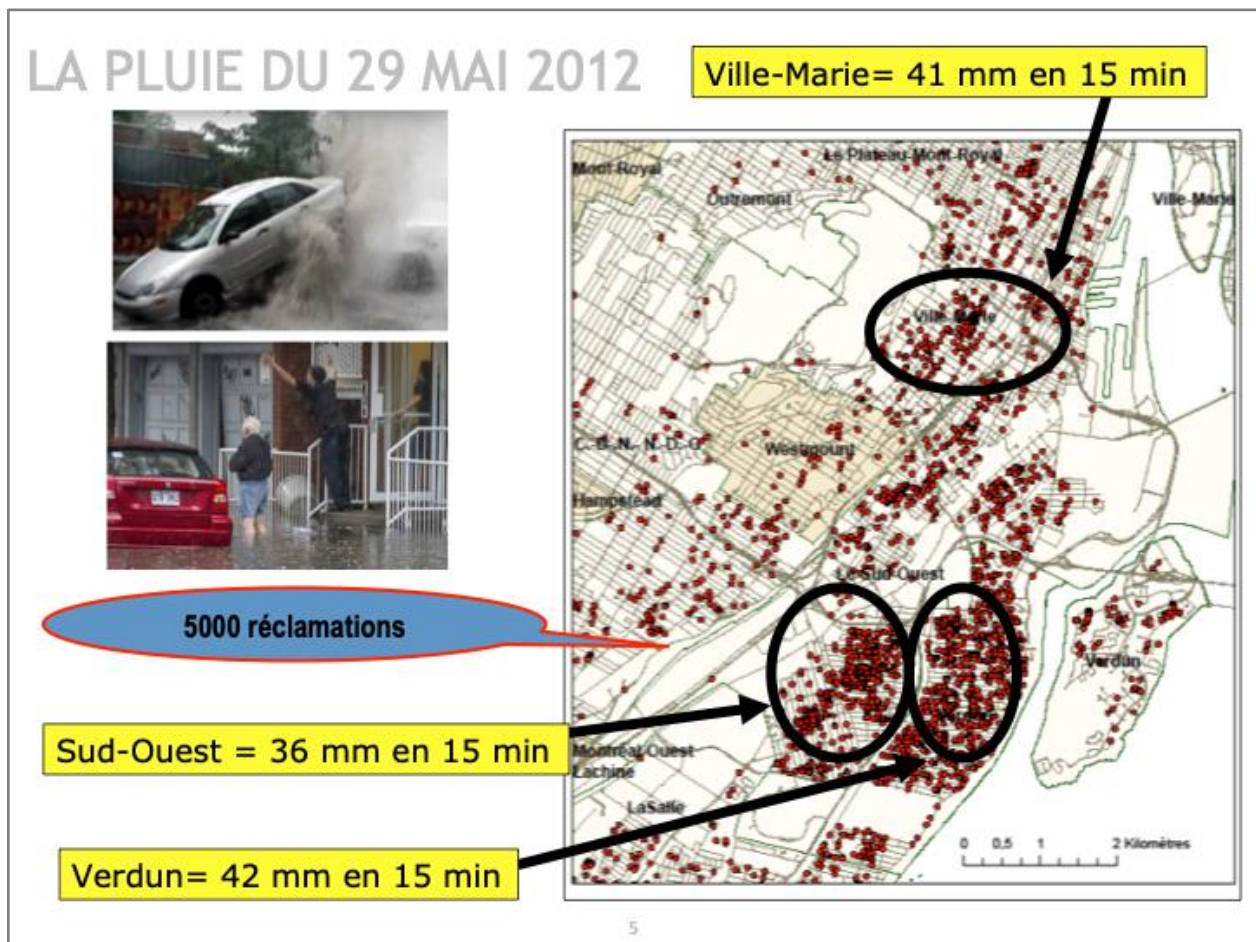 LA PLUIE DU 29 MAI 2012
Ville-Marie= 41 mm en 15 min
Le Plateau-Mont-Royal
Mont-Royal
Outremont
Ville-Marie
Ville-Marie
Westmount
C.-D.-N.- N.-D.-G.
Hampstead
Le Sud-Ouest
5000 réclamations
Verdun
Verdun
Sud-Ouest = 36 mm en 15 min
Montréal-Ouest
Lachine
LaSalle
0 0,5 1 2 Kilomètres
Verdun= 42 mm en 15 min
5